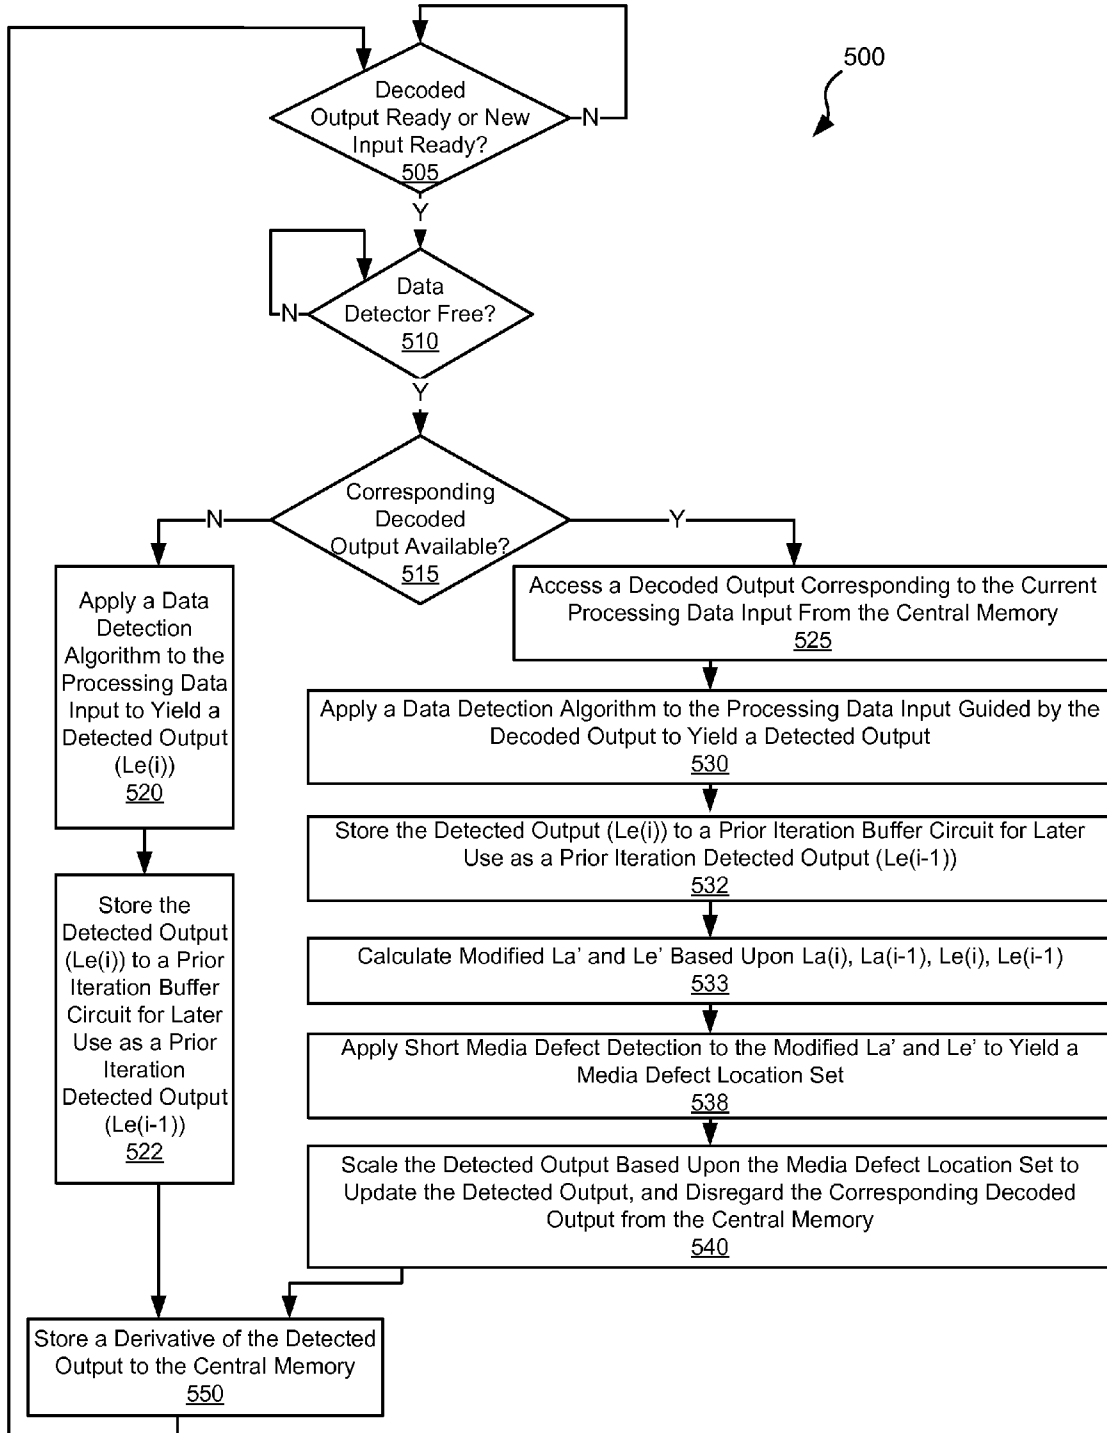 500
Decoded
Output Ready or New
Input Ready?
505
N
Y
Data
Detector Free?
510
N
Y
Corresponding
Decoded
Output Available?
515
N
Y
Apply a Data
Detection
Algorithm to the
Processing Data
Input to Yield a
Detected Output
(Le(i))
520
Store the
Detected Output
(Le(i)) to a Prior
Iteration Buffer
Circuit for Later
Use as a Prior
Iteration
Detected Output
(Le(i-1))
522
Access a Decoded Output Corresponding to the Current
Processing Data Input From the Central Memory
525
Apply a Data Detection Algorithm to the Processing Data Input Guided by the
Decoded Output to Yield a Detected Output
530
Store the Detected Output (Le(i)) to a Prior Iteration Buffer Circuit for Later
Use as a Prior Iteration Detected Output (Le(i-1))
532
Calculate Modified La' and Le' Based Upon La(i), La(i-1), Le(i), Le(i-1)
533
Apply Short Media Defect Detection to the Modified La' and Le' to Yield a
Media Defect Location Set
538
Scale the Detected Output Based Upon the Media Defect Location Set to
Update the Detected Output, and Disregard the Corresponding Decoded
Output from the Central Memory
540
Store a Derivative of the Detected
Output to the Central Memory
550